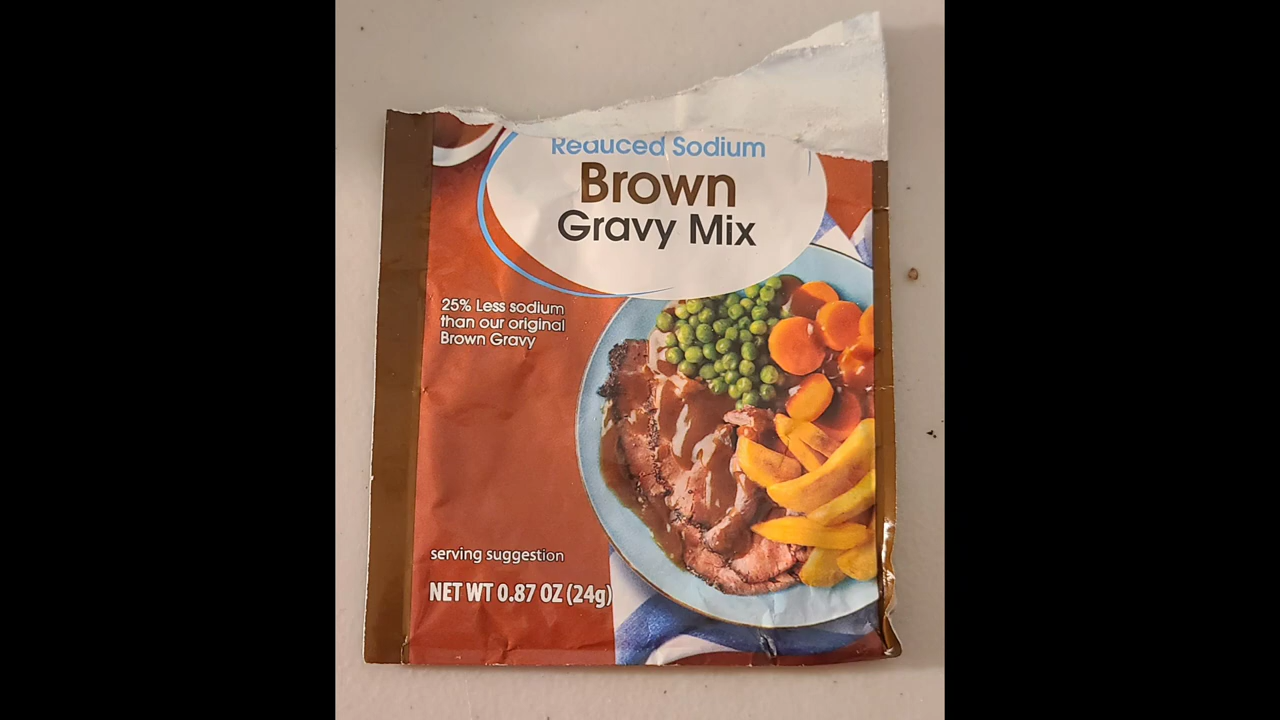 Reduced Sodium
Brown
Gravy Mix
25% Less sodium
than our original
Brown Gravy
serving suggestion
NET WT 0.87 OZ (24g)